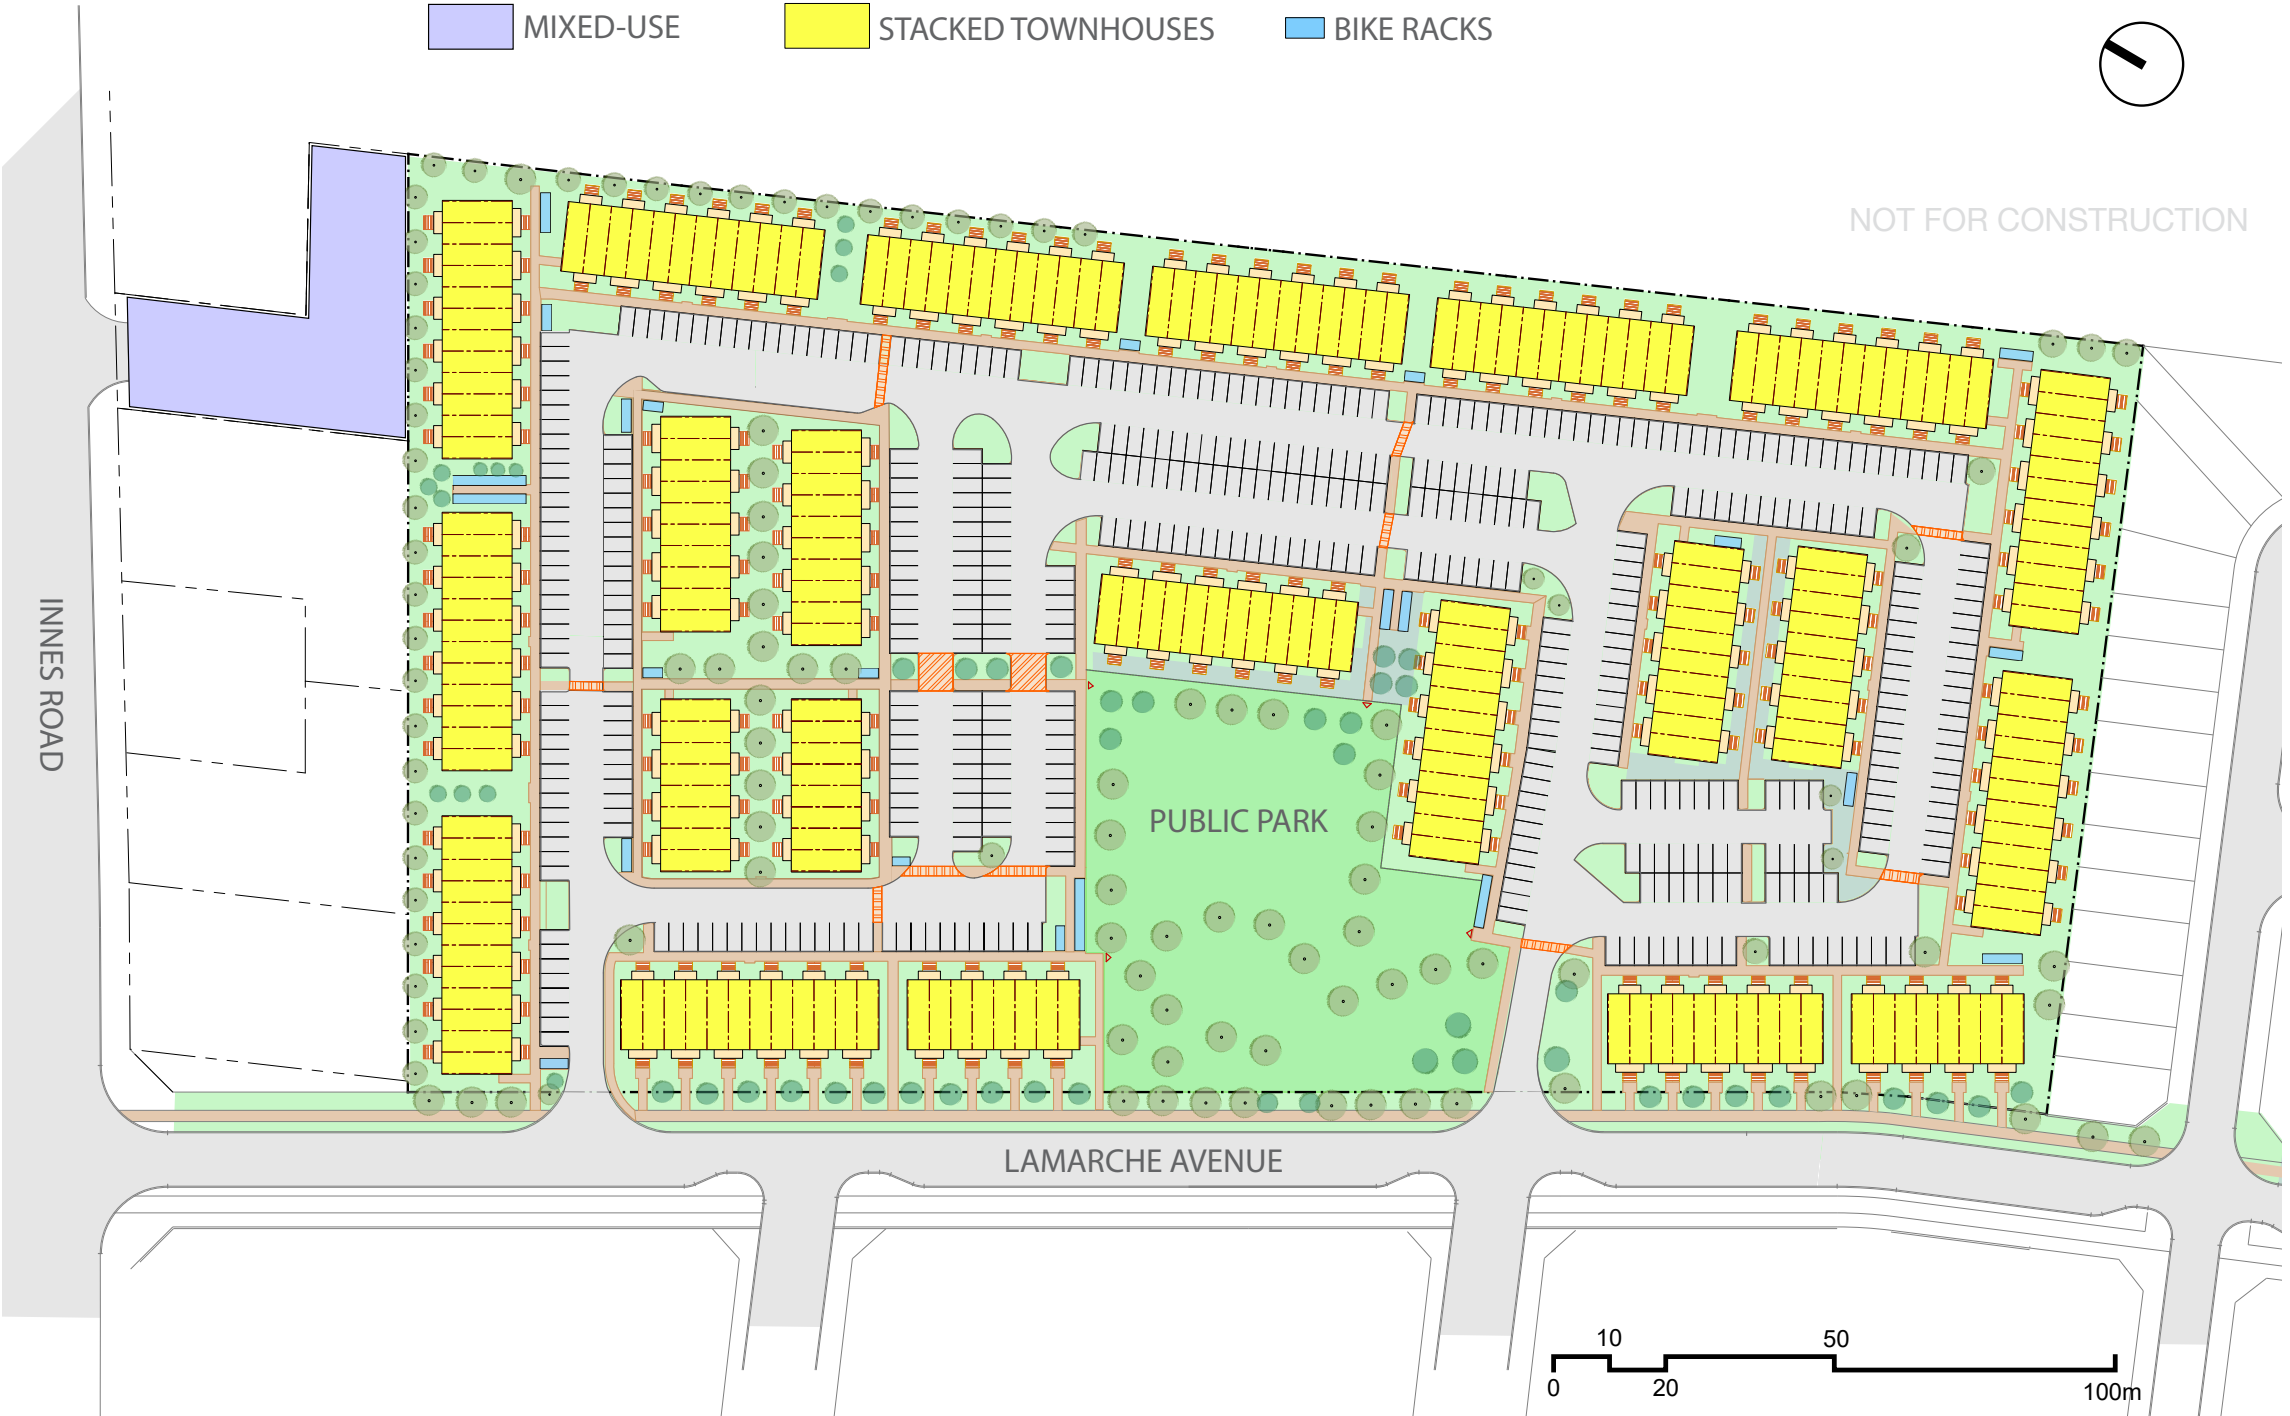 MIXED-USE
STACKED TOWNHOUSES
BIKE RACKS
NOT FOR CONSTRUCTION
INNES ROAD
PUBLIC PARK
LAMARCHE AVENUE
10
50
0
20
100m